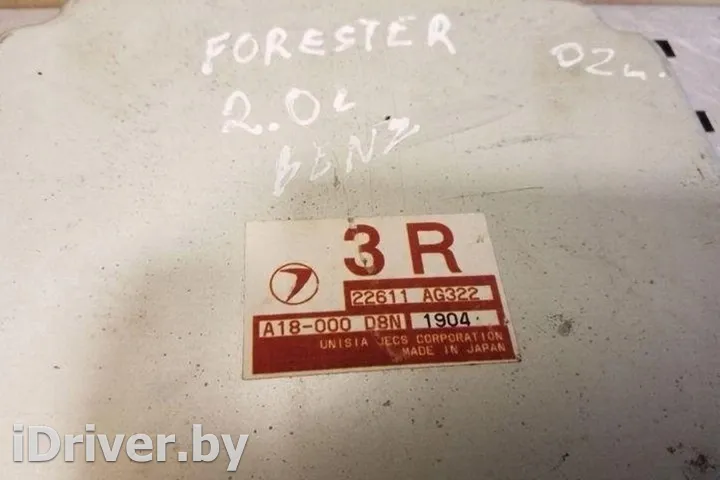 FORESTER 02г.
2.0L
BENZ
3R
22611 AG322
A18-000 D8N 1904
UNISIA JECS CORPORATION
MADE IN JAPAN
iDriver.by